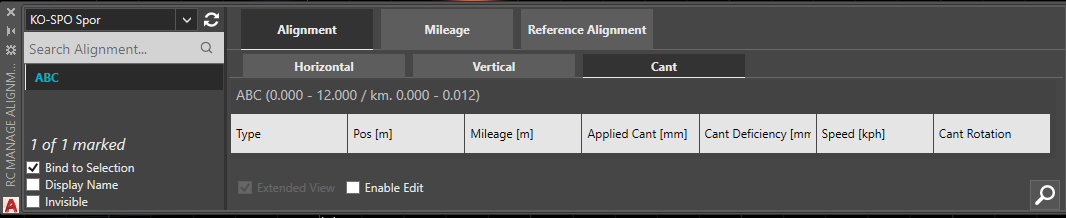 KO-SPO Spor
Search Alignment...
ABC
1 of 1 marked
Bind to Selection
Display Name
Invisible
RC MANAGE ALIGNM...
Alignment
Mileage
Reference Alignment
Horizontal
Vertical
Cant
ABC (0.000 - 12.000 / km. 0.000 - 0.012)
Type
Pos [m]
Mileage [m]
Applied Cant [mm]
Cant Deficiency [mm
Speed [kph]
Cant Rotation
Extended View
Enable Edit